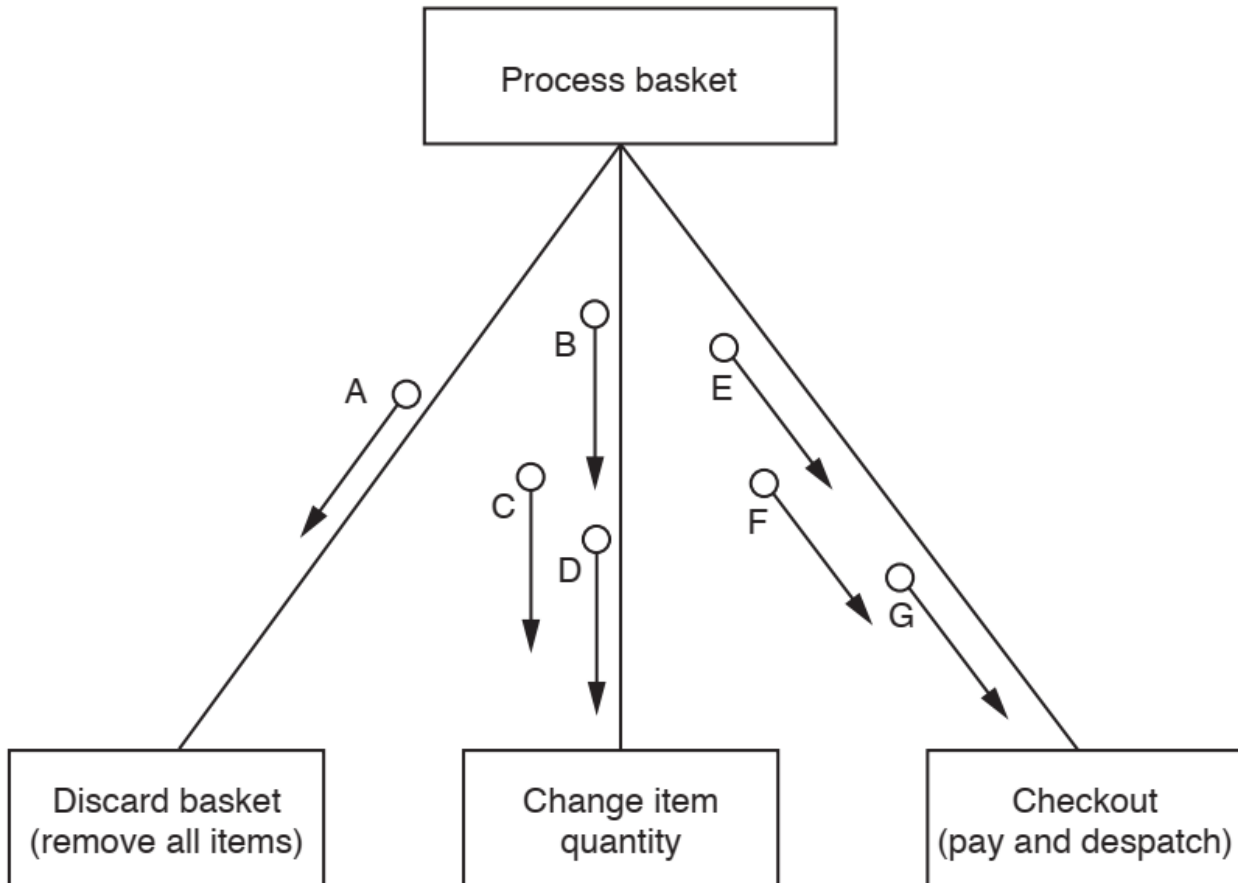 Process basket
A
B
C
D
E
F
G
Discard basket
(remove all items)
Change item
quantity
Checkout
(pay and despatch)